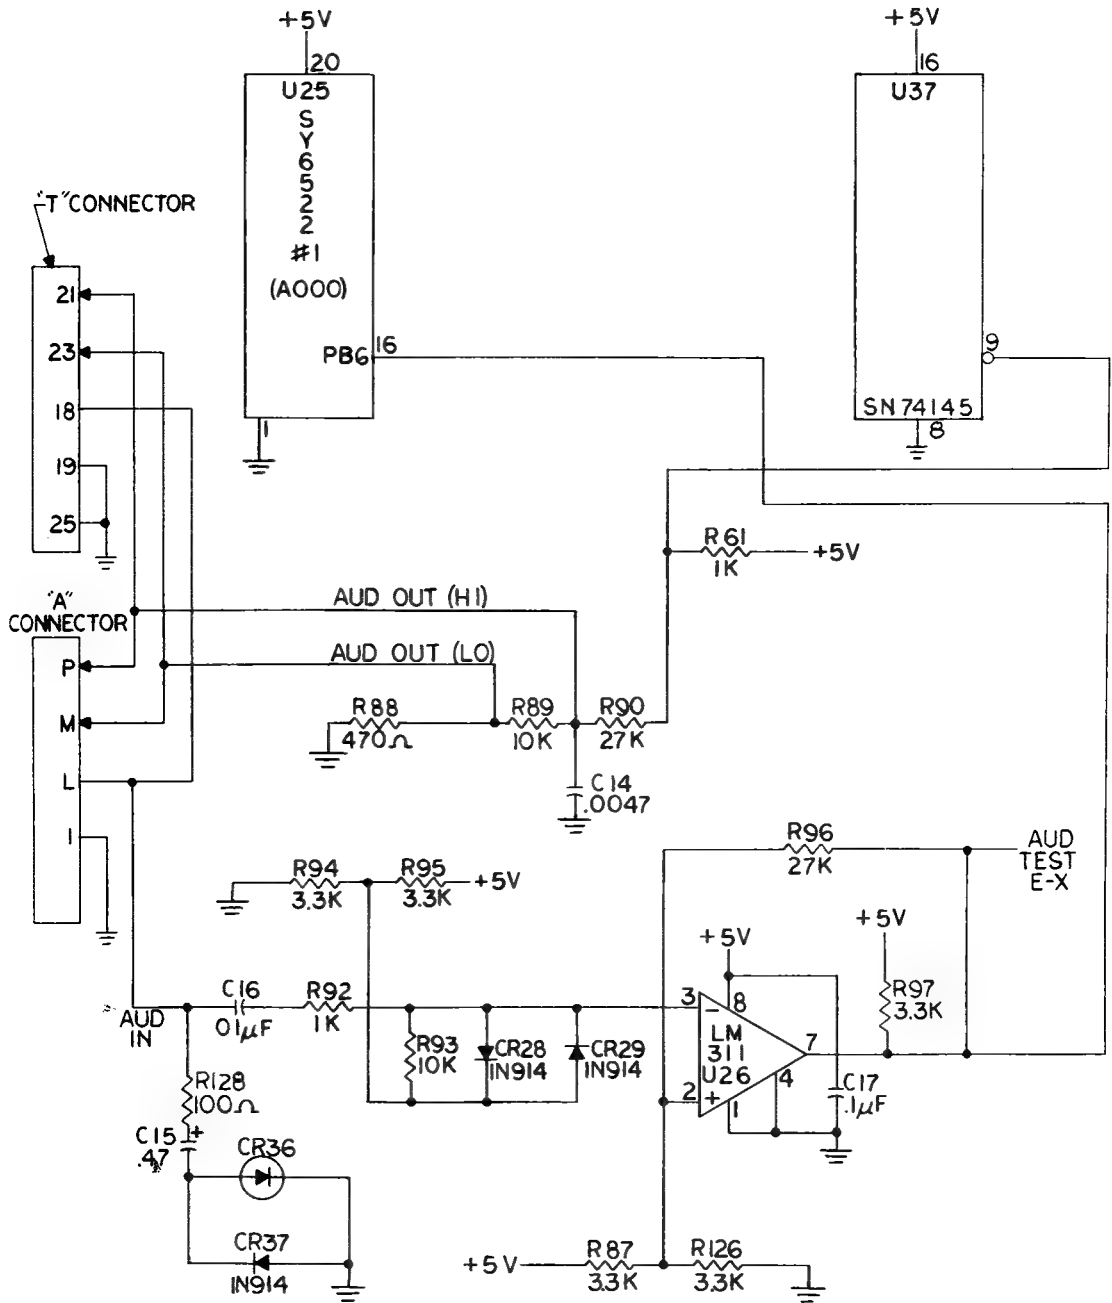 +5V
20
U25
S
Y
6
5
2
2
#1
(A000)
PB6
16
1
+5V
16
U37
9
SN74145
8
"T" CONNECTOR
21
23
18
19
25
"A"
CONNECTOR
P
M
L
1
R61
1K
+5V
AUD OUT (HI)
AUD OUT (LO)
R88
470Ω
R89
10K
R90
27K
C14
.0047
R96
27K
AUD
TEST
E-X
R94
3.3K
R95
3.3K
+5V
+5V
+5V
R97
3.3K
AUD
IN
C16
01µF
R92
1K
R93
10K
CR28
IN914
CR29
IN914
3
-
8
LM
311
U26
7
2
+
1
4
C17
.1µF
R128
100Ω
C15
+
.47
CR36
CR37
IN914
+5V
R87
3.3K
R126
3.3K